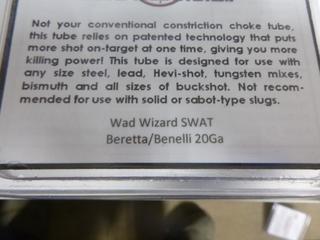 Not your conventional constriction choke tube,
this tube relies on patented technology that puts
more shot on-target at one time, giving you more
killing power! This tube is designed for use with
any size steel, lead, Hevi-shot, tungsten mixes,
bismuth and all sizes of buckshot. Not recom-
mended for use with solid or sabot-type slugs.
Wad Wizard SWAT
Beretta/Benelli 20Ga